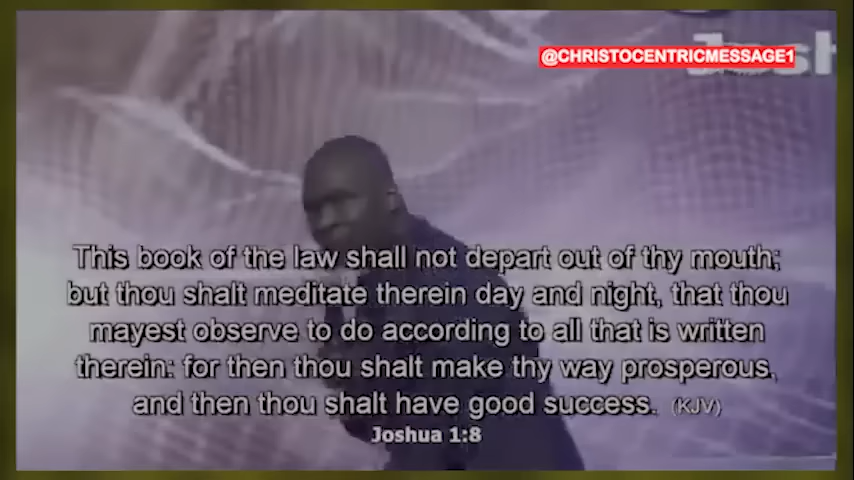 @CHRISTOCENTRICMESSAGE1
This book of the law shall not depart out of thy mouth;
but thou shalt meditate therein day and night, that thou
mayest observe to do according to all that is written
therein: for then thou shalt make thy way prosperous,
and then thou shalt have good success. (KJV)
Joshua 1:8